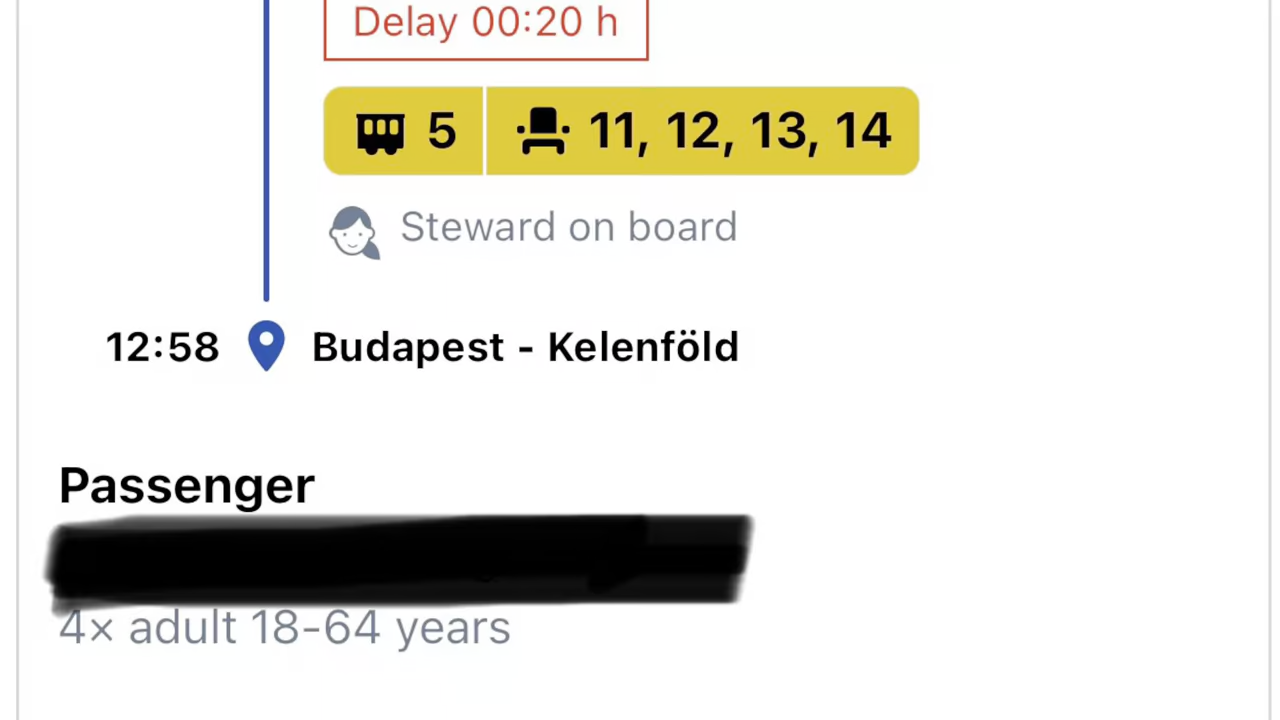 Delay 00:20 h
5 11, 12, 13, 14
Steward on board
12:58 Budapest - Kelenföld
Passenger
4× adult 18-64 years